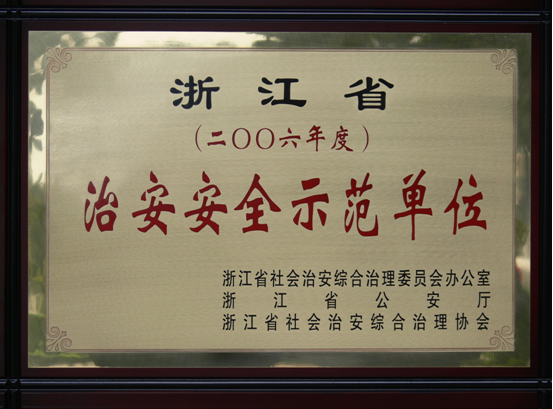 浙江省
(二〇〇六年度)
治安安全示范单位
浙江省社会治安综合治理委员会办公室
浙江省公安厅
浙江省社会治安综合治理协会